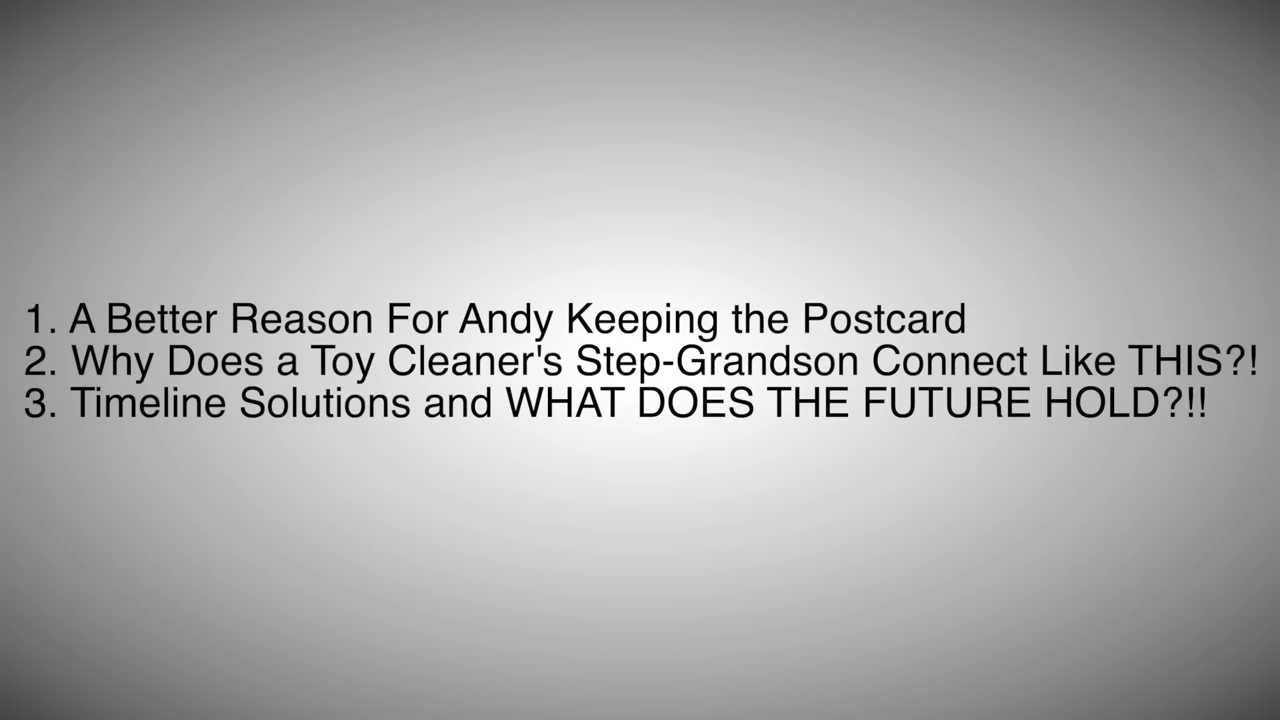 1. A Better Reason For Andy Keeping the Postcard
2. Why Does a Toy Cleaner's Step-Grandson Connect Like THIS?!
3. Timeline Solutions and WHAT DOES THE FUTURE HOLD?!!